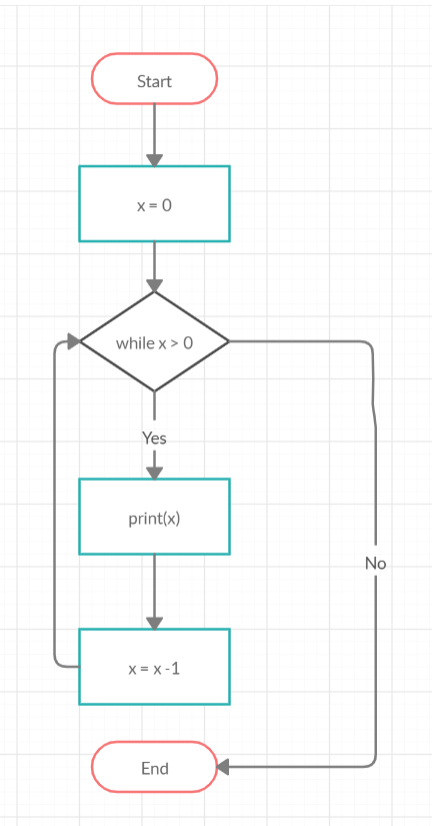 Start
x = 0
while x > 0
Yes
print(x)
No
x = x -1
End